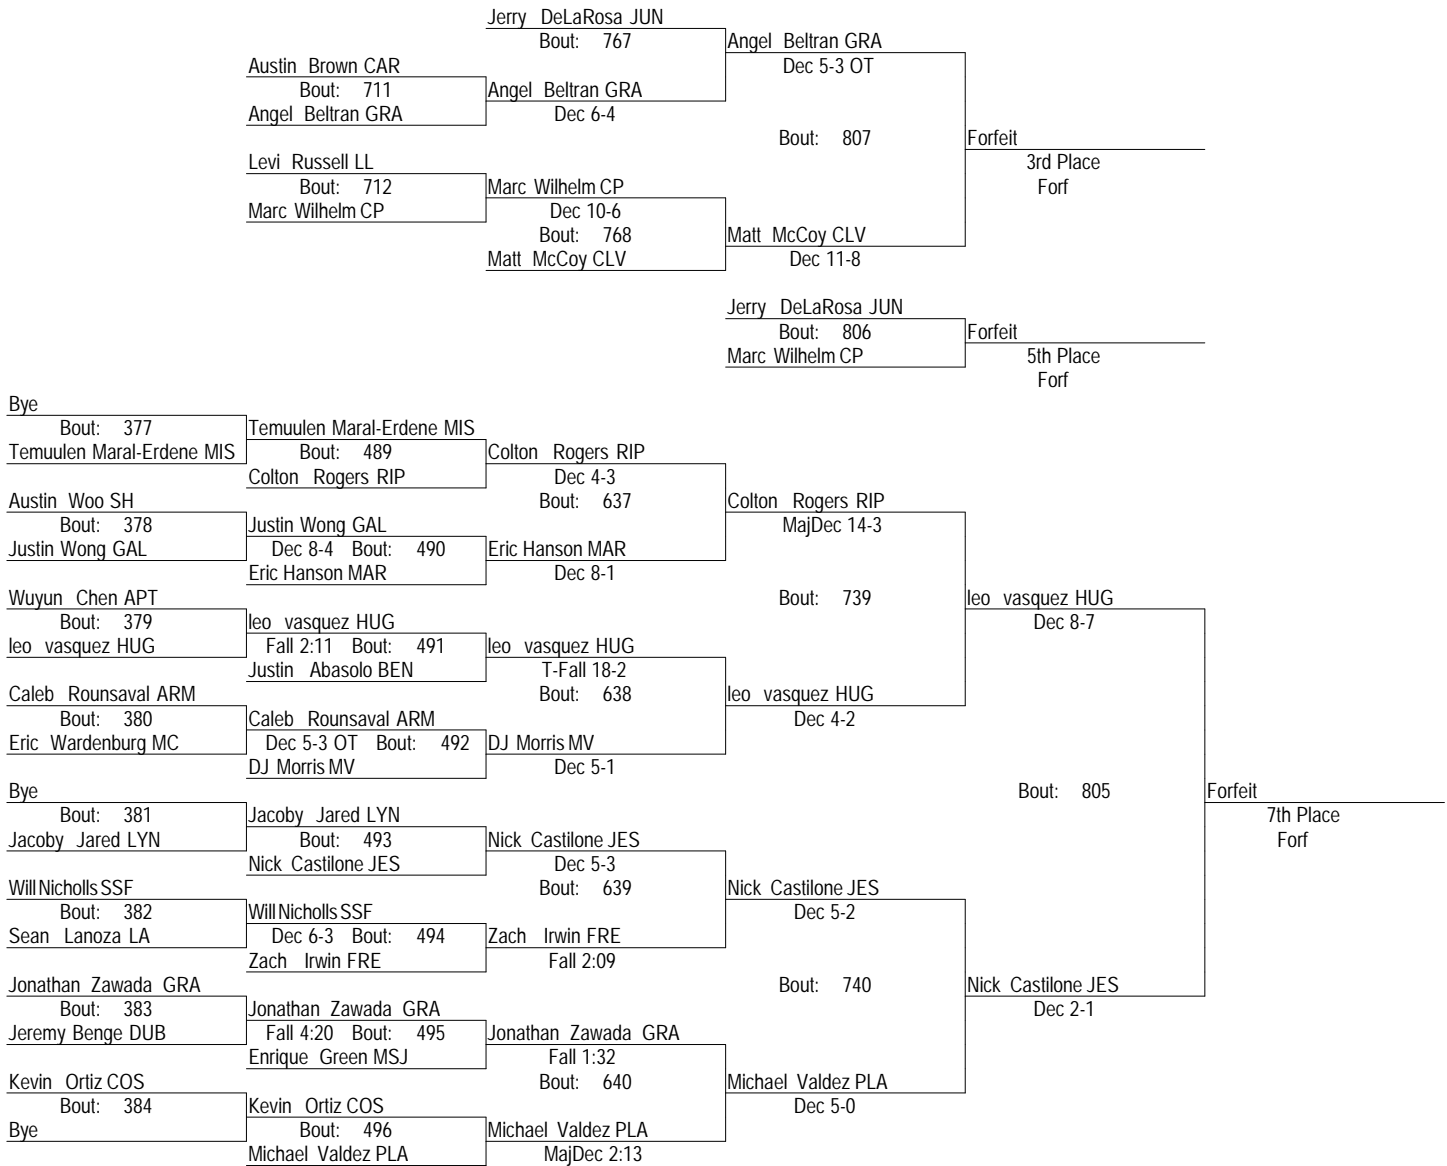 Jerry DeLaRosa JUN
Bout: 767
Angel Beltran GRA
Dec 5-3 OT
Austin Brown CAR
Bout: 711
Angel Beltran GRA
Angel Beltran GRA
Dec 6-4
Bout: 807
Forfeit
3rd Place
Forf
Levi Russell LL
Bout: 712
Marc Wilhelm CP
Marc Wilhelm CP
Dec 10-6
Bout: 768
Matt McCoy CLV
Matt McCoy CLV
Dec 11-8
Jerry DeLaRosa JUN
Bout: 806
Marc Wilhelm CP
Forfeit
5th Place
Forf
Bye
Bout: 377
Temuulen Maral-Erdene MIS
Temuulen Maral-Erdene MIS
Bout: 489
Colton Rogers RIP
Colton Rogers RIP
Dec 4-3
Bout: 637
Colton Rogers RIP
MajDec 14-3
Austin Woo SH
Bout: 378
Justin Wong GAL
Justin Wong GAL
Dec 8-4 Bout: 490
Eric Hanson MAR
Eric Hanson MAR
Dec 8-1
Bout: 739
leo vasquez HUG
Dec 8-7
Wuyun Chen APT
Bout: 379
leo vasquez HUG
leo vasquez HUG
Fall 2:11 Bout: 491
Justin Abasolo BEN
leo vasquez HUG
T-Fall 18-2
Bout: 638
leo vasquez HUG
Dec 4-2
Caleb Rounsaval ARM
Bout: 380
Eric Wardenburg MC
Caleb Rounsaval ARM
Dec 5-3 OT Bout: 492
DJ Morris MV
DJ Morris MV
Dec 5-1
Bout: 805
Forfeit
7th Place
Forf
Bye
Bout: 381
Jacoby Jared LYN
Jacoby Jared LYN
Bout: 493
Nick Castilone JES
Nick Castilone JES
Dec 5-3
Bout: 639
Nick Castilone JES
Dec 5-2
Will Nicholls SSF
Bout: 382
Sean Lanoza LA
Will Nicholls SSF
Dec 6-3 Bout: 494
Zach Irwin FRE
Zach Irwin FRE
Fall 2:09
Bout: 740
Nick Castilone JES
Dec 2-1
Jonathan Zawada GRA
Bout: 383
Jeremy Benge DUB
Jonathan Zawada GRA
Fall 4:20 Bout: 495
Enrique Green MSJ
Jonathan Zawada GRA
Fall 1:32
Bout: 640
Michael Valdez PLA
Dec 5-0
Kevin Ortiz COS
Bout: 384
Bye
Kevin Ortiz COS
Bout: 496
Michael Valdez PLA
Michael Valdez PLA
MajDec 2:13